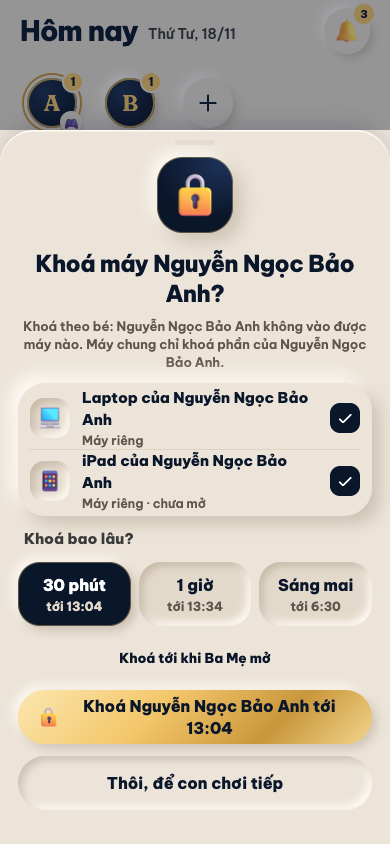 Hôm nay Thứ Tư, 18/11
3
A 1
B 1
+
Khoá máy Nguyễn Ngọc Bảo
Anh?
Khoá theo bé: Nguyễn Ngọc Bảo Anh không vào được
máy nào. Máy chung chỉ khoá phần của Nguyễn Ngọc
Bảo Anh.
Laptop của Nguyễn Ngọc Bảo
Anh
Máy riêng
iPad của Nguyễn Ngọc Bảo
Anh
Máy riêng · chưa mở
Khoá bao lâu?
30 phút
tới 13:04
1 giờ
tới 13:34
Sáng mai
tới 6:30
Khoá tới khi Ba Mẹ mở
Khoá Nguyễn Ngọc Bảo Anh tới
13:04
Thôi, để con chơi tiếp